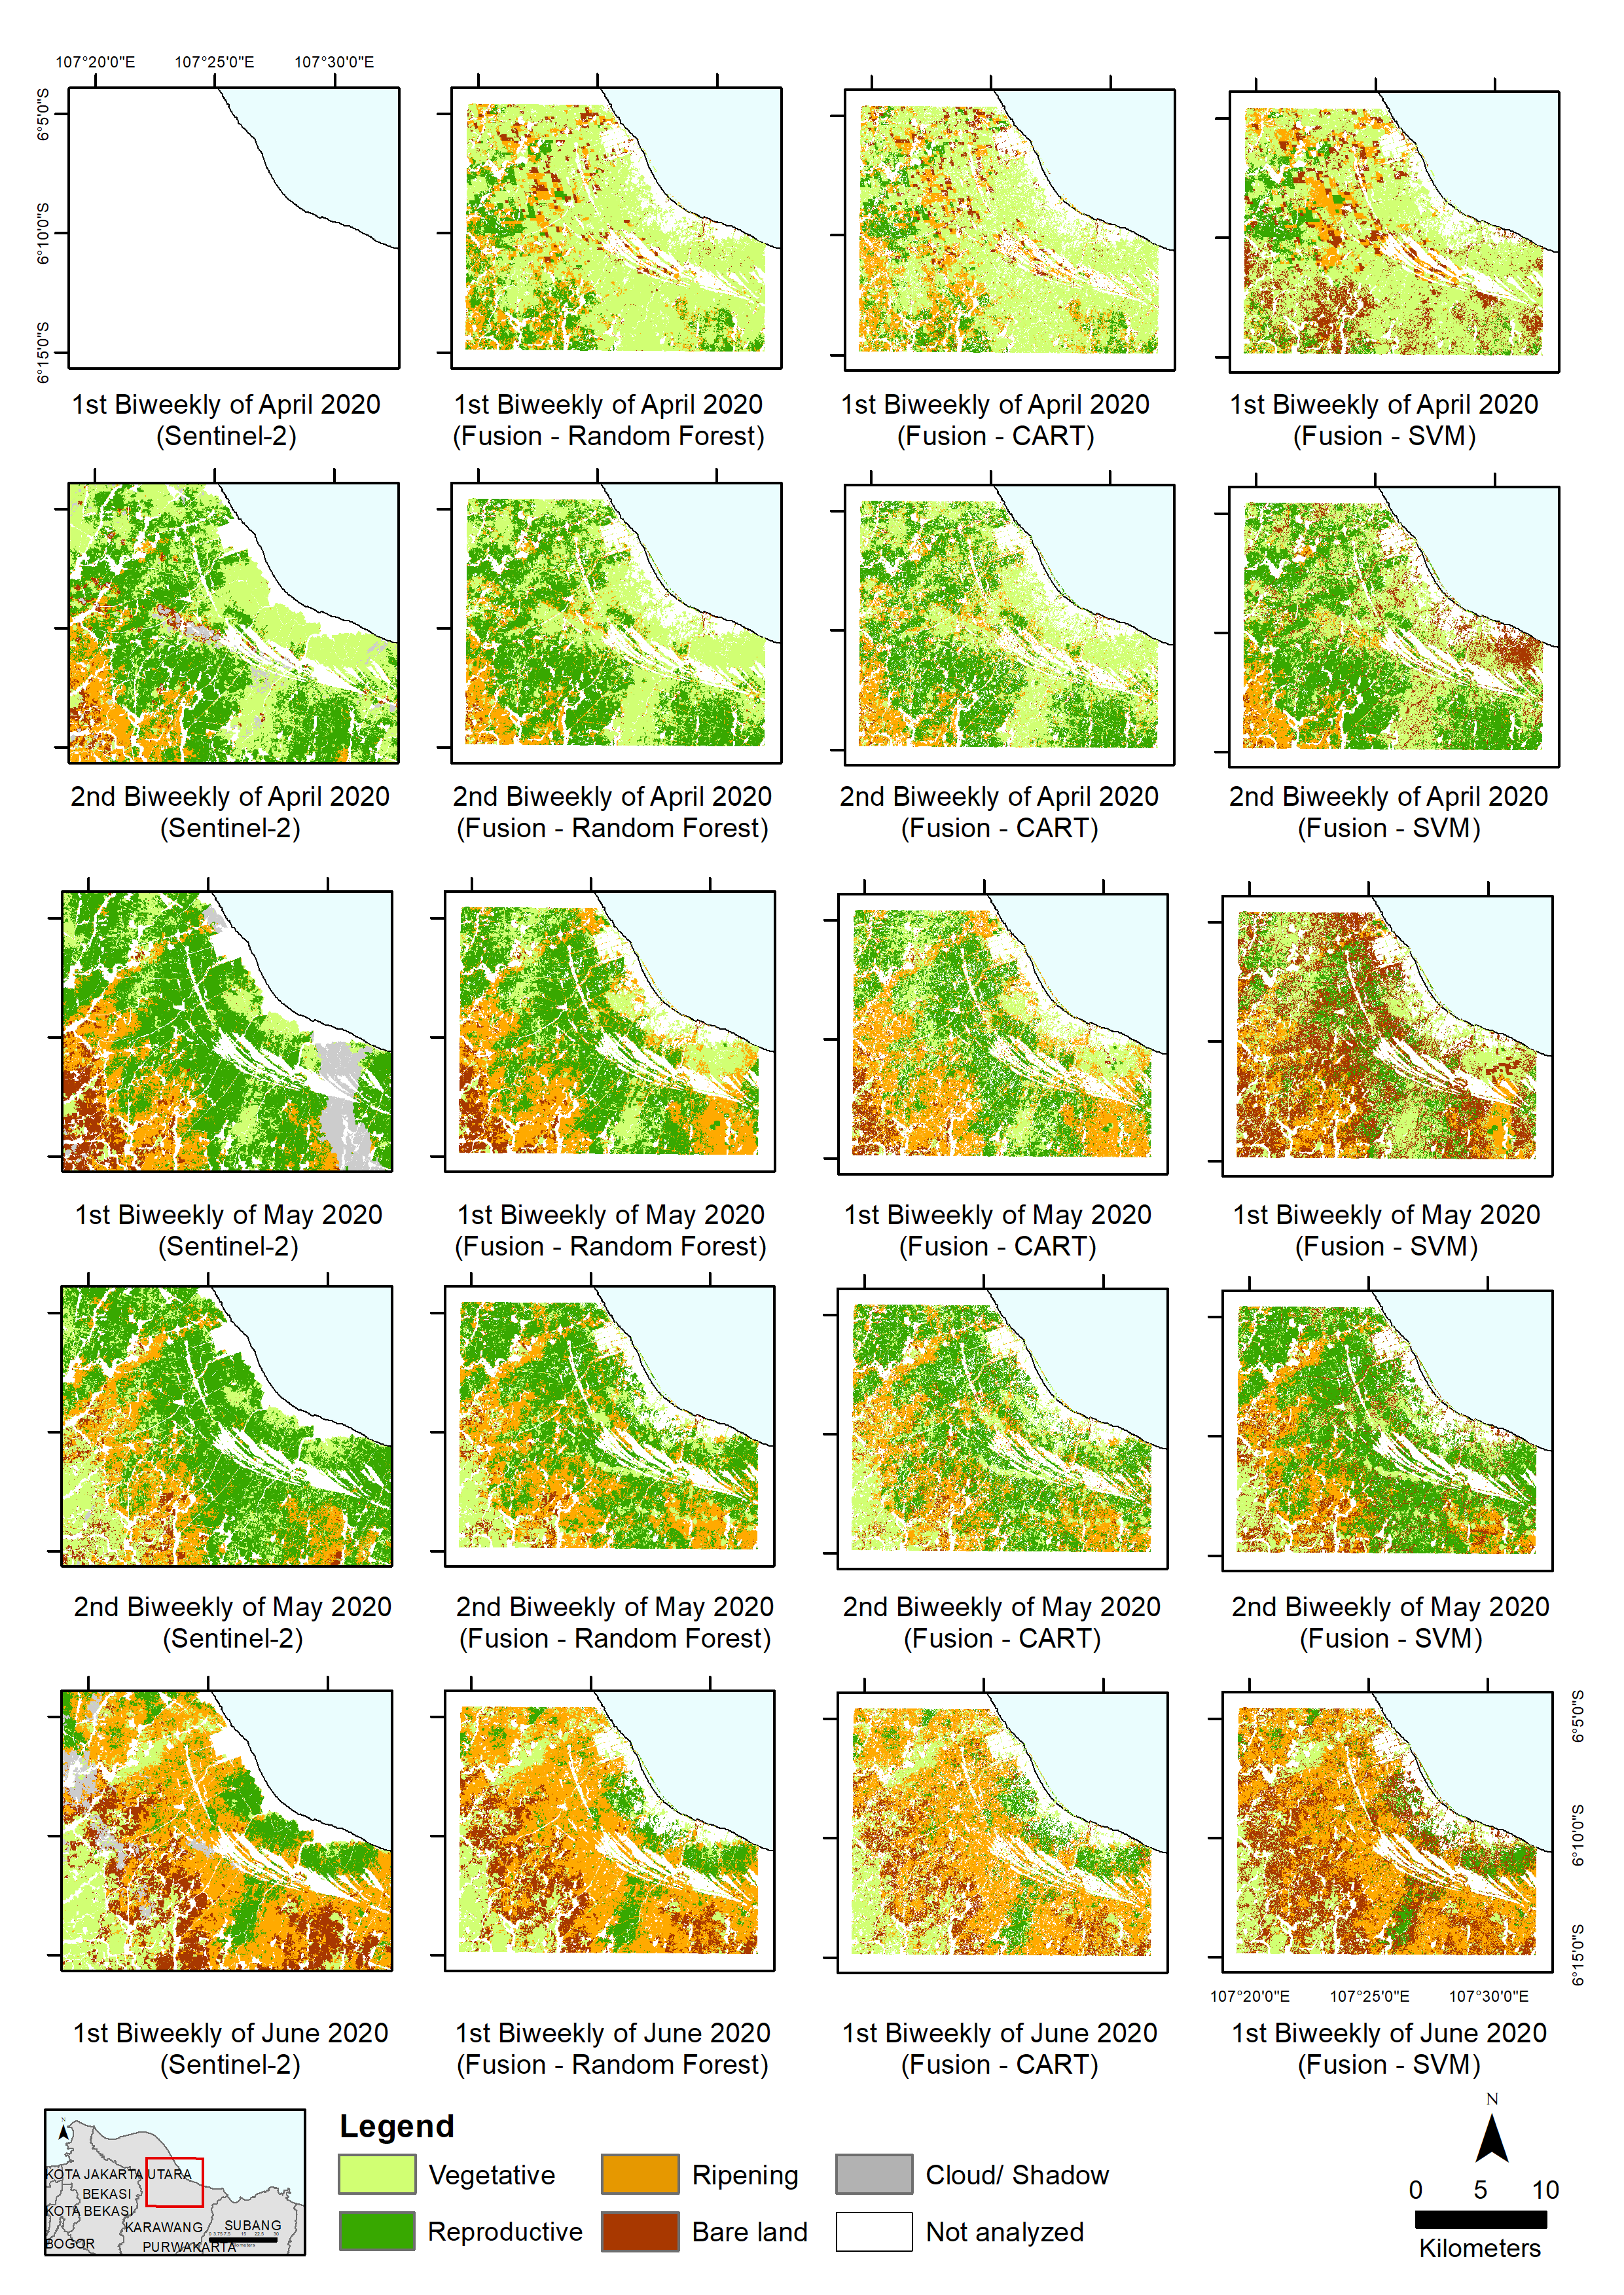 107°20'0"E 107°25'0"E 107°30'0"E
6°5'0"S
6°10'0"S
6°15'0"S
1st Biweekly of April 2020
(Sentinel-2)
1st Biweekly of April 2020
(Fusion - Random Forest)
1st Biweekly of April 2020
(Fusion - CART)
1st Biweekly of April 2020
(Fusion - SVM)
2nd Biweekly of April 2020
(Sentinel-2)
2nd Biweekly of April 2020
(Fusion - Random Forest)
2nd Biweekly of April 2020
(Fusion - CART)
2nd Biweekly of April 2020
(Fusion - SVM)
1st Biweekly of May 2020
(Sentinel-2)
1st Biweekly of May 2020
(Fusion - Random Forest)
1st Biweekly of May 2020
(Fusion - CART)
1st Biweekly of May 2020
(Fusion - SVM)
2nd Biweekly of May 2020
(Sentinel-2)
2nd Biweekly of May 2020
(Fusion - Random Forest)
2nd Biweekly of May 2020
(Fusion - CART)
2nd Biweekly of May 2020
(Fusion - SVM)
6°5'0"S
6°10'0"S
6°15'0"S
107°20'0"E 107°25'0"E 107°30'0"E
1st Biweekly of June 2020
(Sentinel-2)
1st Biweekly of June 2020
(Fusion - Random Forest)
1st Biweekly of June 2020
(Fusion - CART)
1st Biweekly of June 2020
(Fusion - SVM)
N
KOTA JAKARTA UTARA
BEKASI
KOTA BEKASI
KARAWANG
SUBANG
BOGOR
PURWAKARTA
Legend
Vegetative
Ripening
Cloud/ Shadow
Reproductive
Bare land
Not analyzed
N
0 5 10
Kilometers